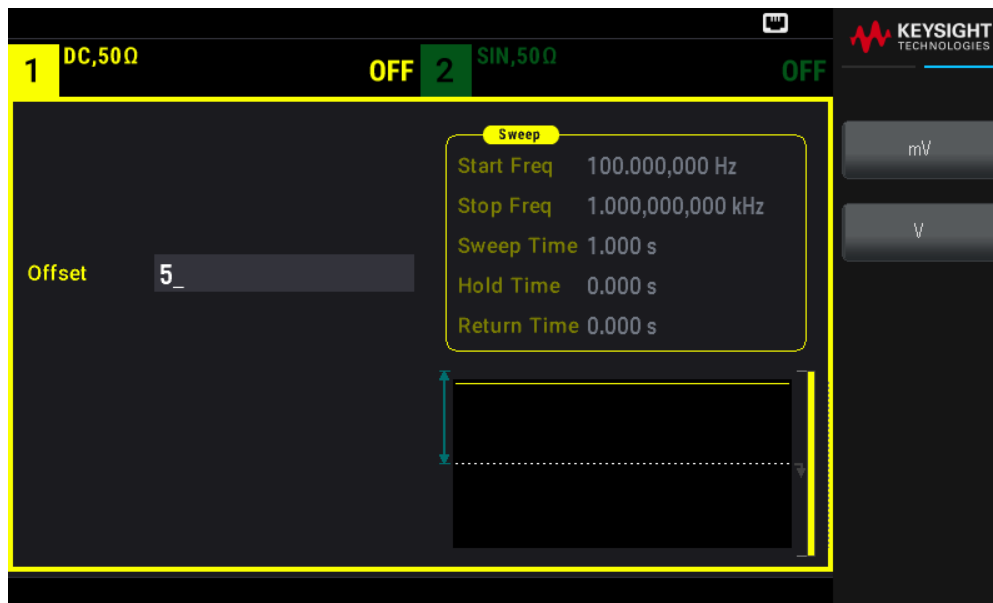 KEYSIGHT
TECHNOLOGIES
1 DC,50Ω OFF 2 SIN,50Ω OFF
Sweep
Start Freq 100.000,000 Hz
Stop Freq 1.000,000,000 kHz
Sweep Time 1.000 s
Hold Time 0.000 s
Return Time 0.000 s
Offset 5_
mV
V